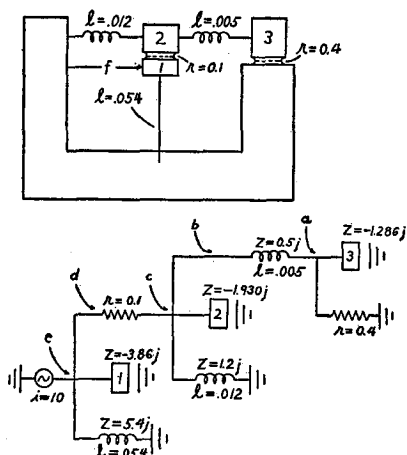 l=.012
2
l=.005
3
r=0.4
f
1
r=0.1
l=.054
b
Z=0.5j
l=.005
a
Z=-1.286j
3
r=0.4
d
r=0.1
c
Z=-1.930j
2
e
i=10
Z=-3.86j
1
Z=1.2j
l=.012
Z=5.4j
l=.054